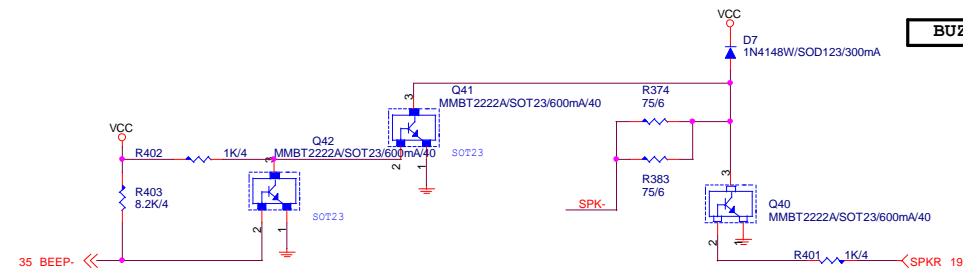 VCC
BUZ
D7
1N4148W/SOD123/300mA
Q41
MMBT2222A/SOT23/600mA/40
SOT23
3
2
1
R374
75/6
R383
75/6
SPK-
VCC
R402
1K/4
Q42
MMBT2222A/SOT23/600mA/40
SOT23
3
2
1
R403
8.2K/4
35 BEEP-
3
Q40
MMBT2222A/SOT23/600mA/40
2
1
R401
1K/4
SPKR 19